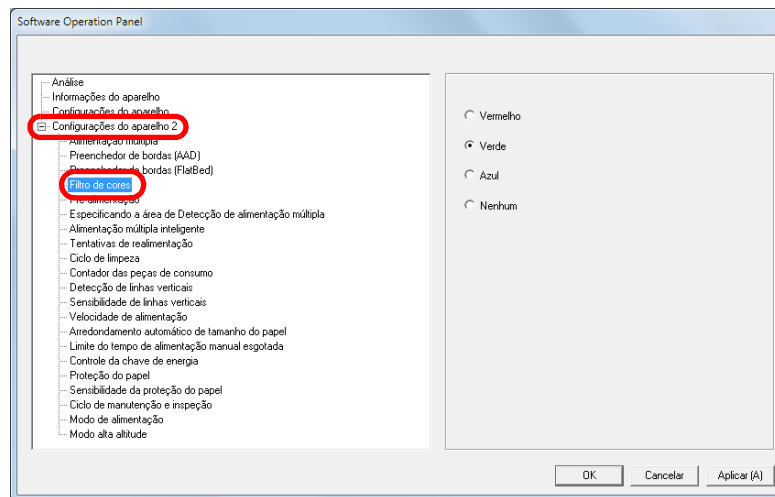 Software Operation Panel
Análise
Informações do aparelho
Configurações do aparelho
Configurações do aparelho 2
Alimentação múltipla
Preenchedor de bordas (AAD)
Preenchedor de bordas (FlatBed)
Filtro de cores
Pré-alimentação
Especificando a área de Detecção de alimentação múltipla
Alimentação múltipla inteligente
Tentativas de realimentação
Ciclo de limpeza
Contador das peças de consumo
Detecção de linhas verticais
Sensibilidade de linhas verticais
Velocidade de alimentação
Arredondamento automático de tamanho do papel
Limite do tempo de alimentação manual esgotada
Controle da chave de energia
Proteção do papel
Sensibilidade da proteção do papel
Ciclo de manutenção e inspeção
Modo de alimentação
Modo alta altitude
Vermelho
Verde
Azul
Nenhum
OK Cancelar Aplicar (A)